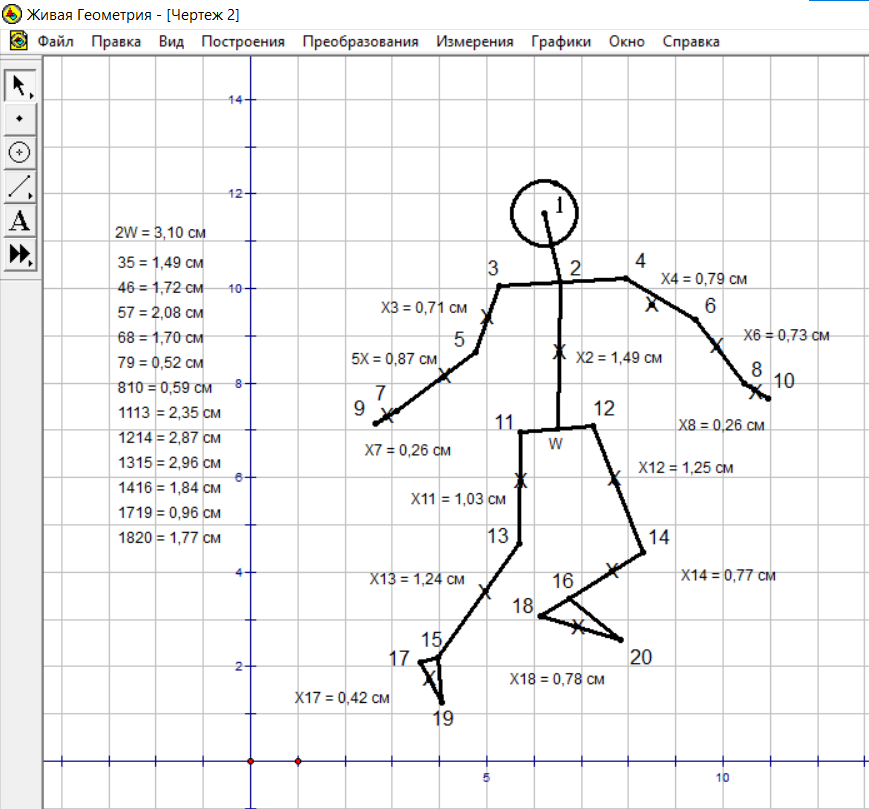 Живая Геометрия - [Чертеж 2]
Файл Правка Вид Построения Преобразования Измерения Графики Окно Справка
A
14
12
10
8
6
4
2
5
10
2W = 3,10 см
35 = 1,49 см
46 = 1,72 см
57 = 2,08 см
68 = 1,70 см
79 = 0,52 см
810 = 0,59 см
1113 = 2,35 см
1214 = 2,87 см
1315 = 2,96 см
1416 = 1,84 см
1719 = 0,96 см
1820 = 1,77 см
1
3
2
4
X4 = 0,79 см
X3 = 0,71 см
X
X
6
5
X6 = 0,73 см
X
5X = 0,87 см
X
X2 = 1,49 см
X
7
8
10
9
X
X
11
12
X8 = 0,26 см
W
X7 = 0,26 см
X12 = 1,25 см
X
X
X11 = 1,03 см
13
14
X13 = 1,24 см
X
16
X
X14 = 0,77 см
18
X
15
17
20
X
X18 = 0,78 см
X17 = 0,42 см
19